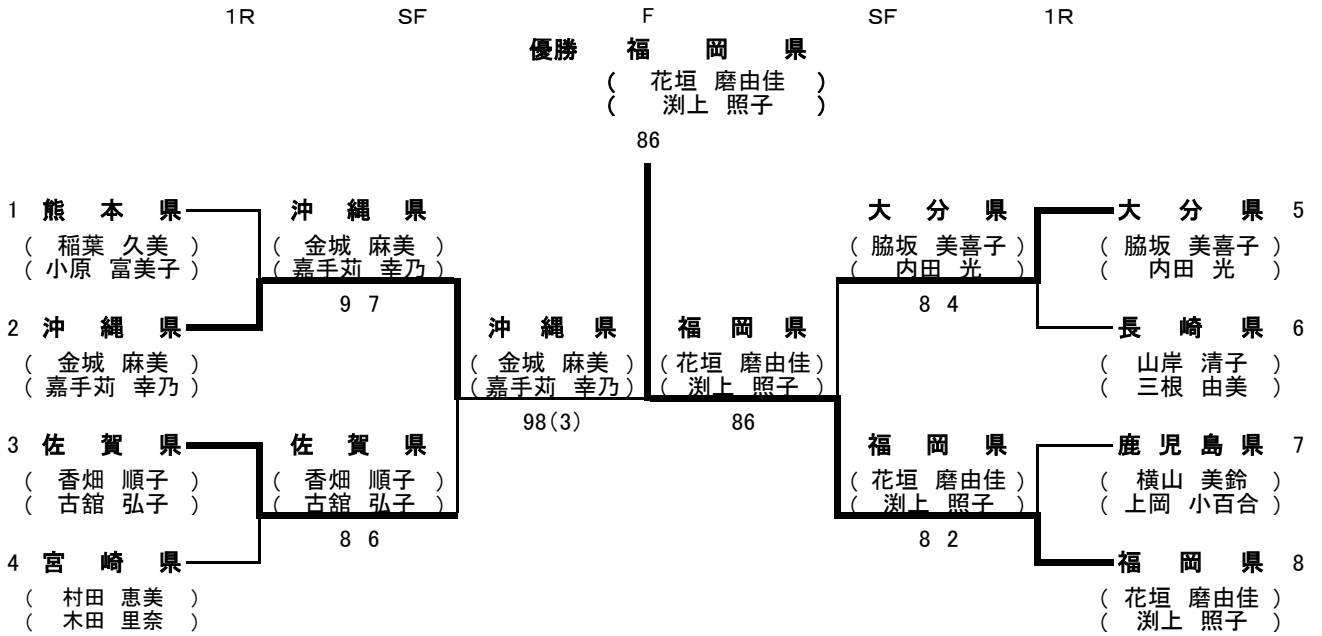 1R SF F SF 1R
優勝 福 岡 県
( 花垣 磨由佳 )
( 渕上 照子 )
86
1 熊 本 県 沖 縄 県 大 分 県 大 分 県 5
( 稲葉 久美 ) ( 金城 麻美 ) ( 脇坂 美喜子 ) ( 脇坂 美喜子 )
( 小原 富美子 ) ( 嘉手苅 幸乃 ) ( 内田 光 ) ( 内田 光 )
9 7 8 4
2 沖 縄 県 沖 縄 県 福 岡 県 長 崎 県 6
( 金城 麻美 ) ( 金城 麻美 ) ( 花垣 磨由佳 ) ( 山岸 清子 )
( 嘉手苅 幸乃 ) ( 嘉手苅 幸乃 ) ( 渕上 照子 ) ( 三根 由美 )
98(3) 86
3 佐 賀 県 佐 賀 県 福 岡 県 鹿 児 島 県 7
( 香畑 順子 ) ( 香畑 順子 ) ( 花垣 磨由佳 ) ( 横山 美鈴 )
( 古舘 弘子 ) ( 古舘 弘子 ) ( 渕上 照子 ) ( 上岡 小百合 )
8 6 8 2
4 宮 崎 県 福 岡 県 8
( 村田 恵美 ) ( 花垣 磨由佳 )
( 木田 里奈 ) ( 渕上 照子 )